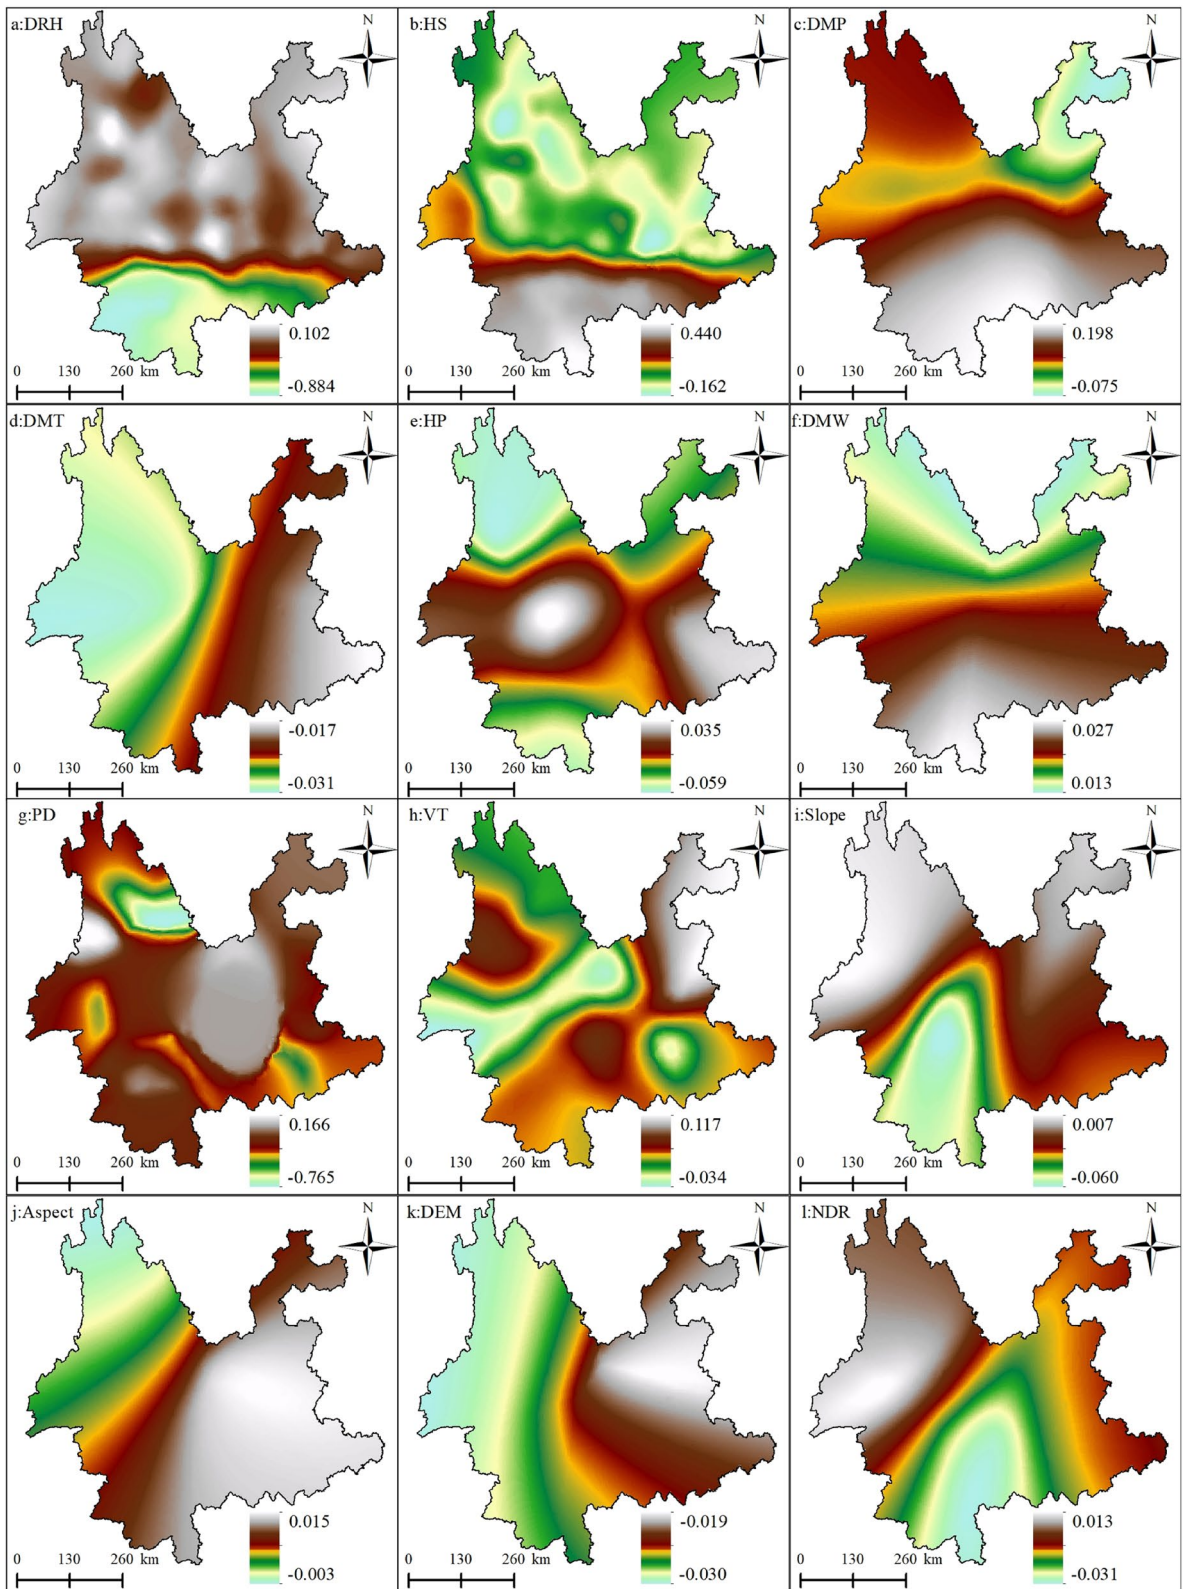 a:DRH
N
0.102
-0.884
0 130 260 km
b:HS
N
0.440
-0.162
0 130 260 km
c:DMP
N
0.198
-0.075
0 130 260 km
d:DMT
N
-0.017
-0.031
0 130 260 km
e:HP
N
0.035
-0.059
0 130 260 km
f:DMW
N
0.027
0.013
0 130 260 km
g:PD
N
0.166
-0.765
0 130 260 km
h:VT
N
0.117
-0.034
0 130 260 km
i:Slope
N
0.007
-0.060
0 130 260 km
j:Aspect
N
0.015
-0.003
0 130 260 km
k:DEM
N
-0.019
-0.030
0 130 260 km
l:NDR
N
0.013
-0.031
0 130 260 km